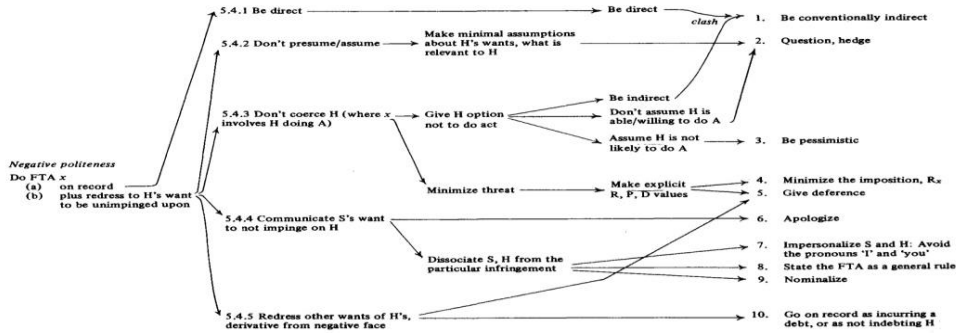 Negative politeness
Do FTA x
(a) on record
(b) plus redress to H's want
to be unimpinged upon
5.4.1 Be direct
Be direct
clash
1. Be conventionally indirect
5.4.2 Don't presume/assume
Make minimal assumptions
about H's wants, what is
relevant to H
2. Question, hedge
5.4.3 Don't coerce H (where x
involves H doing A)
Give H option
not to do act
Be indirect
Don't assume H is
able/willing to do A
Assume H is not
likely to do A
3. Be pessimistic
Minimize threat
Make explicit
R, P, D values
4. Minimize the imposition, Rx
5. Give deference
5.4.4 Communicate S's want
to not impinge on H
6. Apologize
Dissociate S, H from the
particular infringement
7. Impersonalize S and H: Avoid
the pronouns 'I' and 'you'
8. State the FTA as a general rule
9. Nominalize
5.4.5 Redress other wants of H's,
derivative from negative face
10. Go on record as incurring a
debt, or as not indebting H